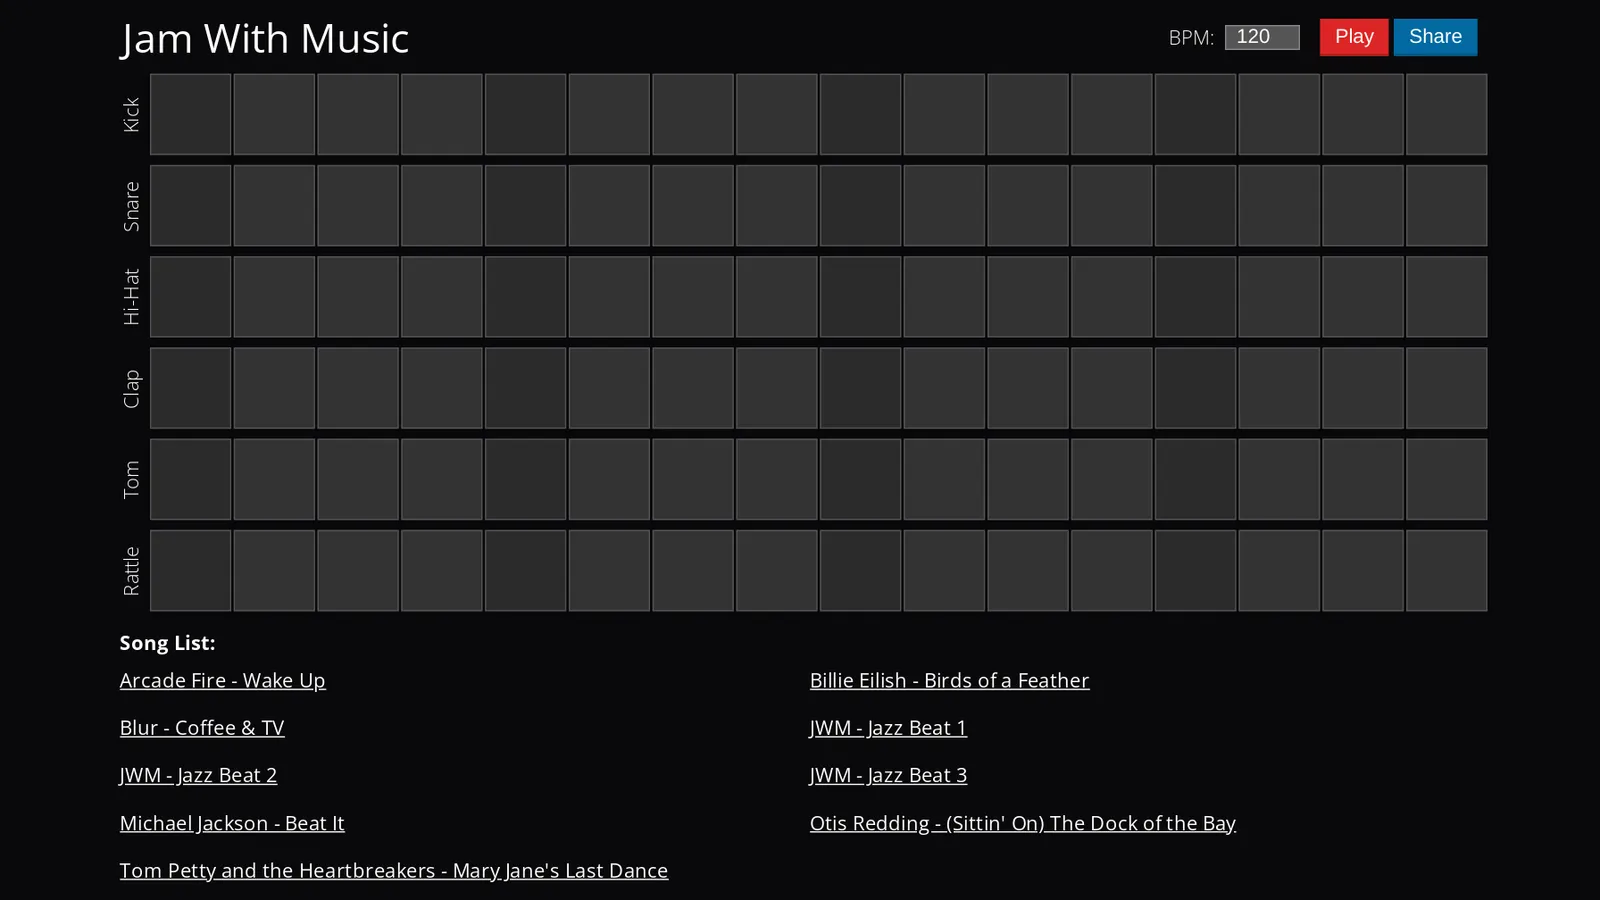 Jam With Music
BPM: 120 Play Share
Kick
Snare
Hi-Hat
Clap
Tom
Rattle
Song List:
Arcade Fire - Wake Up
Billie Eilish - Birds of a Feather
Blur - Coffee & TV
JWM - Jazz Beat 1
JWM - Jazz Beat 2
JWM - Jazz Beat 3
Michael Jackson - Beat It
Otis Redding - (Sittin' On) The Dock of the Bay
Tom Petty and the Heartbreakers - Mary Jane's Last Dance